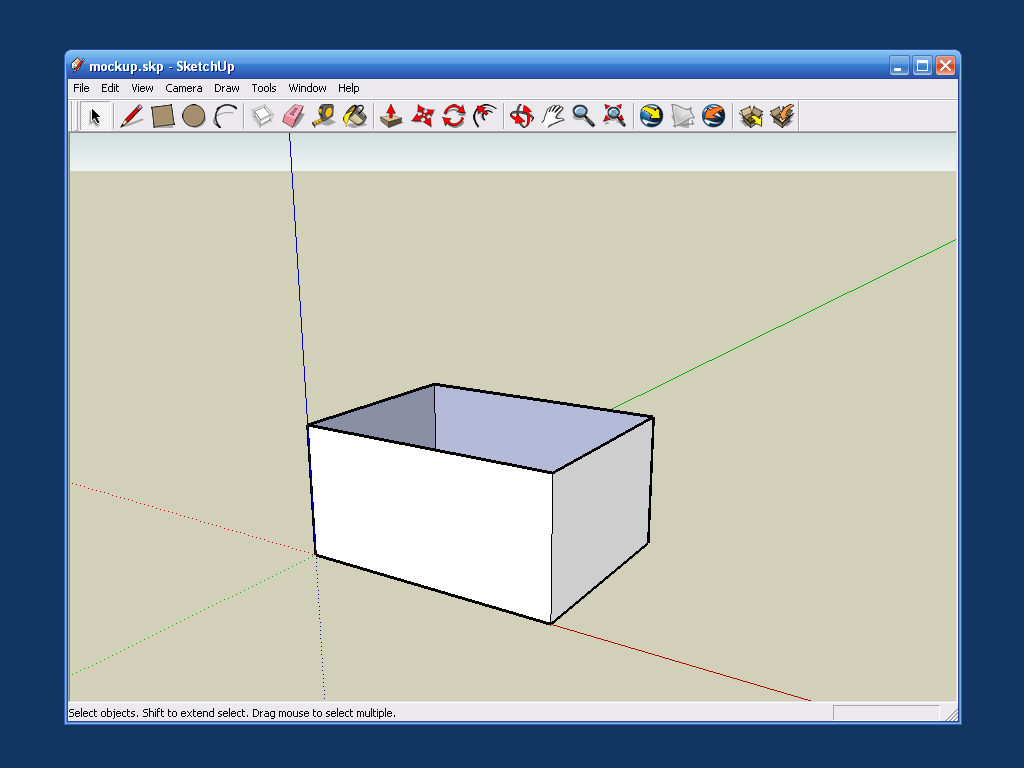 mockup.skp - SketchUp
File Edit View Camera Draw Tools Window Help
Select objects. Shift to extend select. Drag mouse to select multiple.